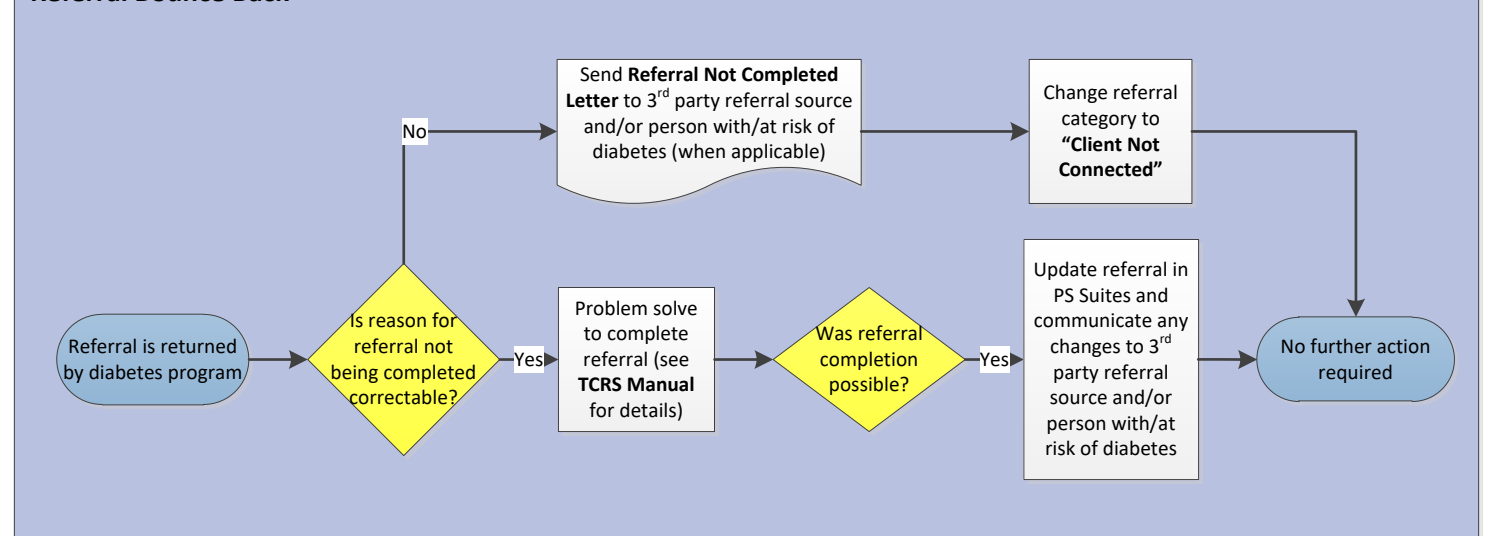 Referral Bounce Back
Send Referral Not Completed
Letter to 3rd party referral source
and/or person with/at risk of
diabetes (when applicable)
Change referral
category to
“Client Not
Connected”
No
Referral is returned
by diabetes program
Is reason for
referral not
being completed
correctable?
Yes
Problem solve
to complete
referral (see
TCRS Manual
for details)
Was referral
completion
possible?
Yes
Update referral in
PS Suites and
communicate any
changes to 3rd
party referral
source and/or
person with/at
risk of diabetes
No further action
required